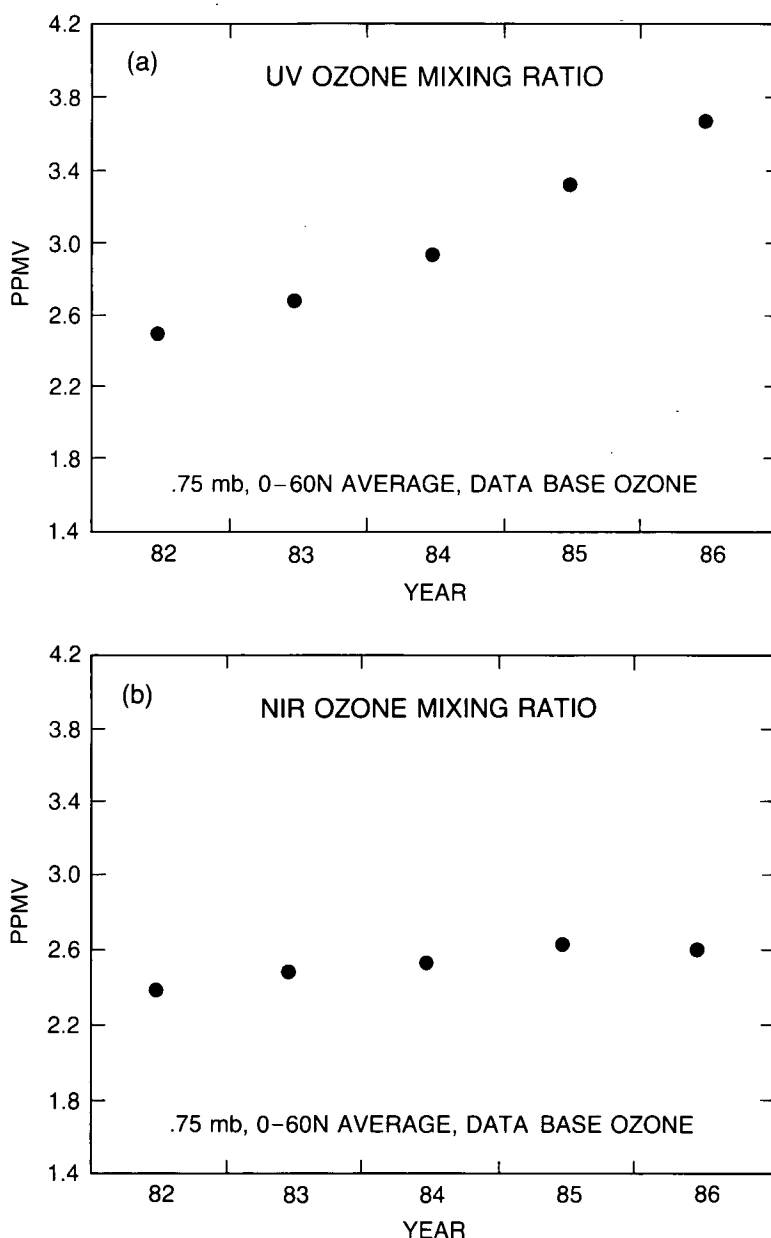 (a)
UV OZONE MIXING RATIO
4.2
3.8
3.4
3.0
2.6
2.2
1.8
1.4
PPMV
.75 mb, 0–60N AVERAGE, DATA BASE OZONE
82 83 84 85 86
YEAR
(b)
NIR OZONE MIXING RATIO
4.2
3.8
3.4
3.0
2.6
2.2
1.8
1.4
PPMV
.75 mb, 0–60N AVERAGE, DATA BASE OZONE
82 83 84 85 86
YEAR